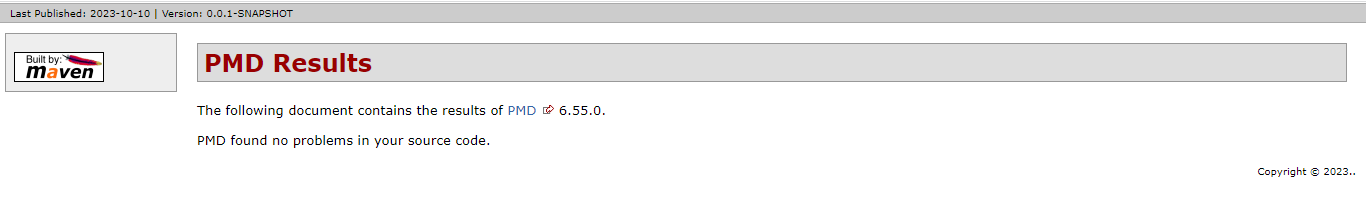 Last Published: 2023-10-10 | Version: 0.0.1-SNAPSHOT
Built by:
maven
PMD Results
The following document contains the results of PMD 6.55.0.
PMD found no problems in your source code.
Copyright © 2023..